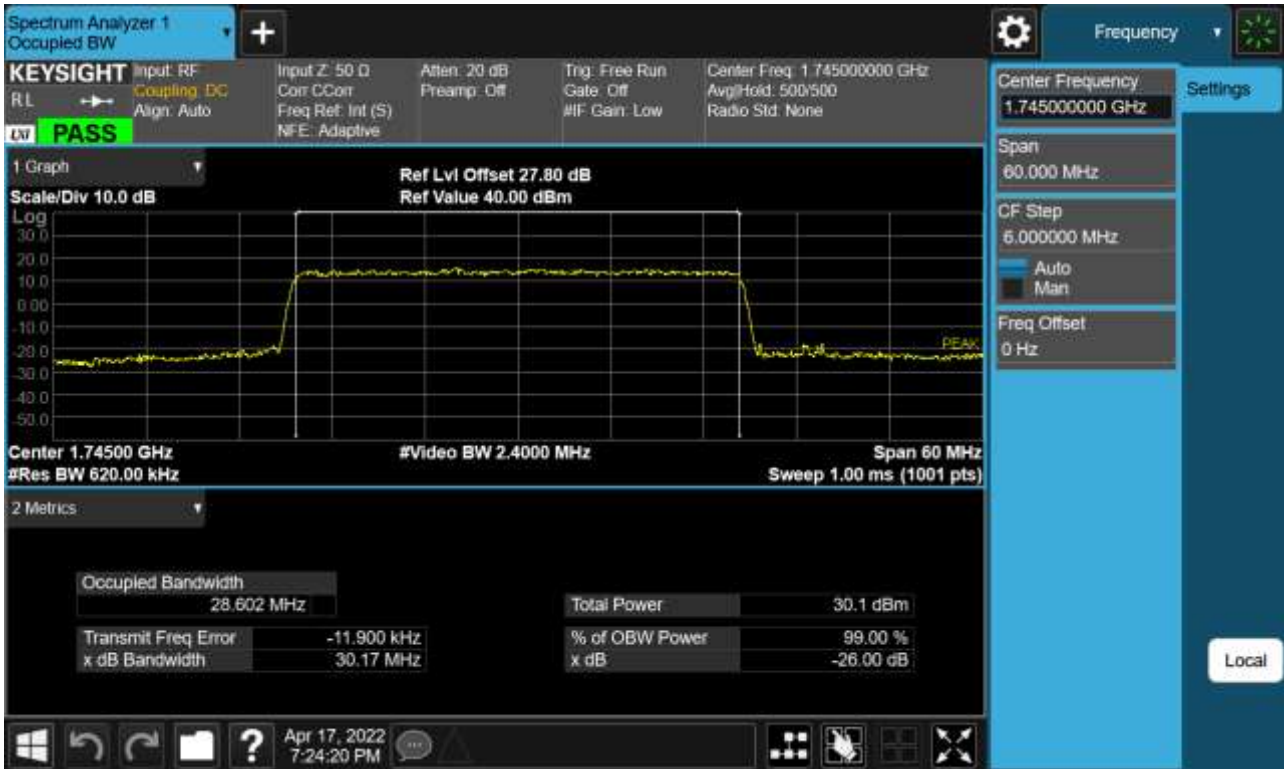 Spectrum Analyzer 1
Occupied BW
+
Frequency
KEYSIGHT
RL
LXI
PASS
Input: RF
Coupling: DC
Align: Auto
Input Z: 50 Ω
Corr CCorr
Freq Ref: Int (S)
NFE: Adaptive
Atten: 20 dB
Preamp: Off
Trig: Free Run
Gate: Off
#IF Gain: Low
Center Freq: 1.745000000 GHz
Avg|Hold: 500/500
Radio Std: None
Center Frequency
1.745000000 GHz
Settings
Span
60.000 MHz
CF Step
6.000000 MHz
Auto
Man
Freq Offset
0 Hz
1 Graph
Scale/Div 10.0 dB
Ref Lvl Offset 27.80 dB
Ref Value 40.00 dBm
Log
30.0
20.0
10.0
0.00
-10.0
-20.0
-30.0
-40.0
-50.0
PEAK
Center 1.74500 GHz
#Video BW 2.4000 MHz
Span 60 MHz
#Res BW 620.00 kHz
Sweep 1.00 ms (1001 pts)
2 Metrics
Occupied Bandwidth
28.602 MHz
Total Power 30.1 dBm
Transmit Freq Error -11.900 kHz
% of OBW Power 99.00 %
x dB Bandwidth 30.17 MHz
x dB -26.00 dB
Local
?
Apr 17, 2022
7:24:20 PM